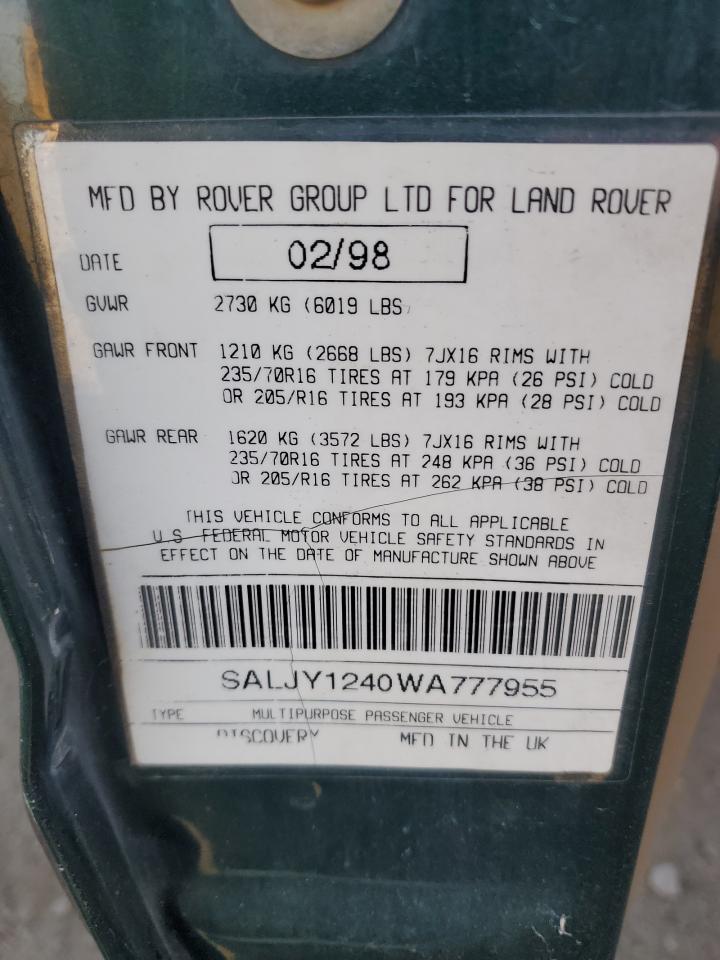 MFD BY ROVER GROUP LTD FOR LAND ROVER
DATE 02/98
GVWR 2730 KG (6019 LBS)
GAWR FRONT 1210 KG (2668 LBS) 7JX16 RIMS WITH
235/70R16 TIRES AT 179 KPA (26 PSI) COLD
OR 205/R16 TIRES AT 193 KPA (28 PSI) COLD
GAWR REAR 1620 KG (3572 LBS) 7JX16 RIMS WITH
235/70R16 TIRES AT 248 KPA (36 PSI) COLD
OR 205/R16 TIRES AT 262 KPA (38 PSI) COLD
THIS VEHICLE CONFORMS TO ALL APPLICABLE
U.S FEDERAL MOTOR VEHICLE SAFETY STANDARDS IN
EFFECT ON THE DATE OF MANUFACTURE SHOWN ABOVE
SALJY1240WA777955
TYPE MULTIPURPOSE PASSENGER VEHICLE
DISCOVERY MFD IN THE UK